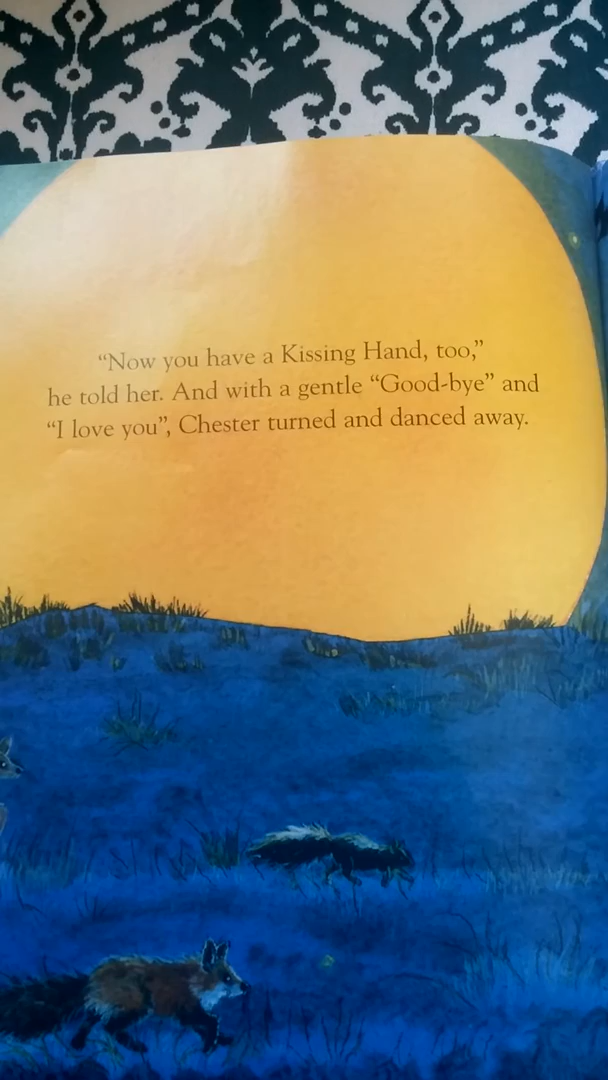 “Now you have a Kissing Hand, too,”
he told her. And with a gentle “Good-bye” and
“I love you”, Chester turned and danced away.